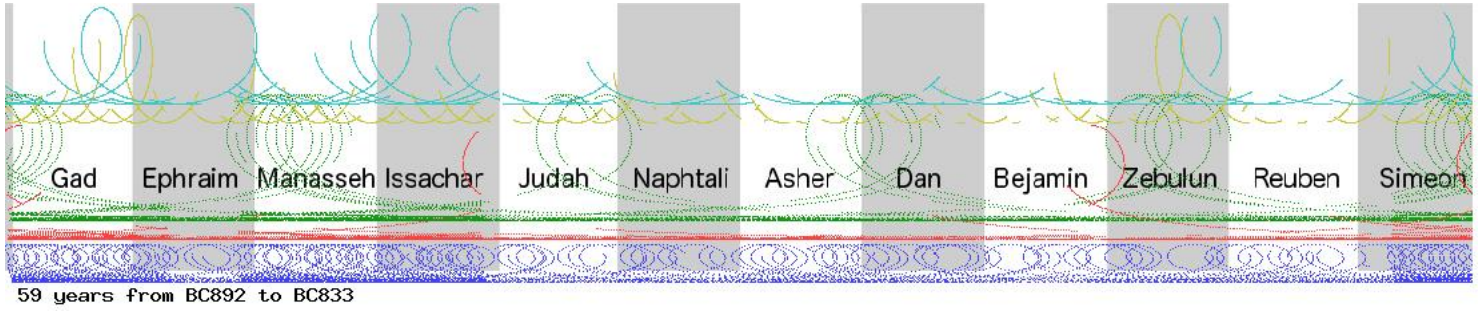 Gad Ephraim Manasseh Issachar Judah Naphtali Asher Dan Bejamin Zebulun Reuben Simeon
59 years from BC892 to BC833